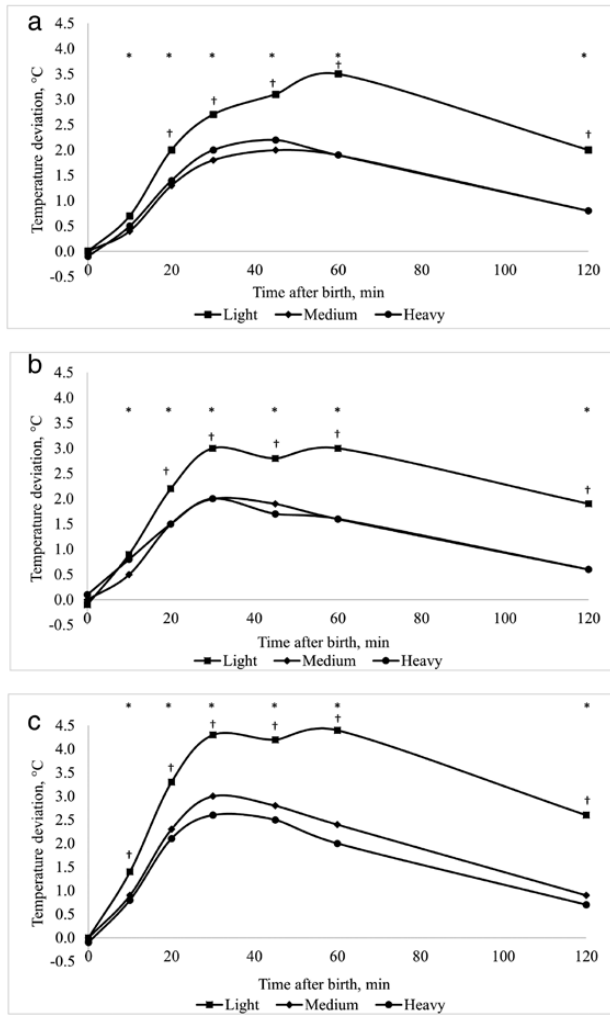 a
* * * * * *
4.5
4.0
3.5
3.0
2.5
2.0
1.5
1.0
0.5
0.0
-0.5
Temperature deviation, °C
† † † † † †
0 20 40 60 80 100 120
Time after birth, min
Light Medium Heavy
b
* * * * * *
4.5
4.0
3.5
3.0
2.5
2.0
1.5
1.0
0.5
0.0
-0.5
Temperature deviation, °C
† † † † † †
0 20 40 60 80 100 120
Time after birth, min
Light Medium Heavy
c
* * * * * *
4.5
4.0
3.5
3.0
2.5
2.0
1.5
1.0
0.5
0.0
-0.5
Temperature deviation, °C
† † † † † †
0 20 40 60 80 100 120
Time after birth, min
Light Medium Heavy